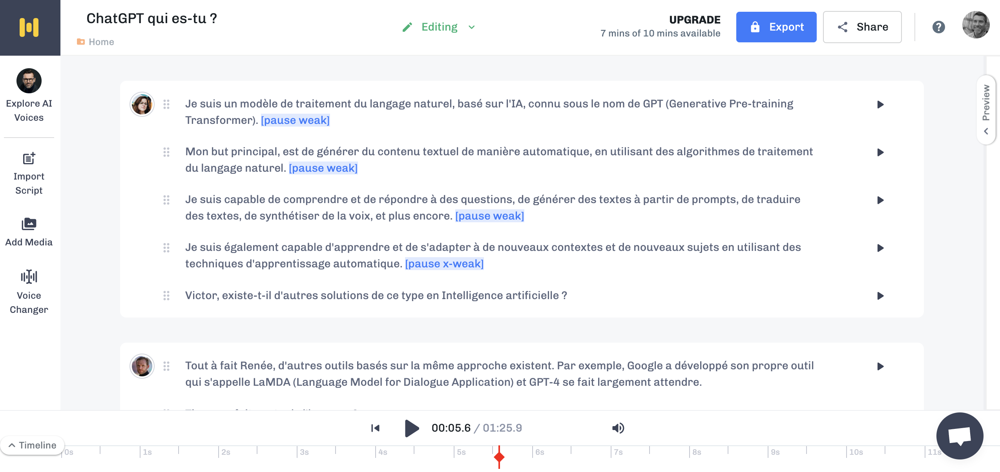 ChatGPT qui es-tu ?
Home
Editing
UPGRADE
7 mins of 10 mins available
Export
Share
?
Explore AI
Voices
Import
Script
Add Media
Voice
Changer
Preview
Je suis un modèle de traitement du langage naturel, basé sur l'IA, connu sous le nom de GPT (Generative Pre-training
Transformer). [pause weak]
Mon but principal, est de générer du contenu textuel de manière automatique, en utilisant des algorithmes de traitement
du langage naturel. [pause weak]
Je suis capable de comprendre et de répondre à des questions, de générer des textes à partir de prompts, de traduire
des textes, de synthétiser de la voix, et plus encore. [pause weak]
Je suis également capable d'apprendre et de s'adapter à de nouveaux contextes et de nouveaux sujets en utilisant des
techniques d'apprentissage automatique. [pause x-weak]
Victor, existe-t-il d'autres solutions de ce type en Intelligence artificielle ?
Tout à fait Renée, d'autres outils basés sur la même approche existent. Par exemple, Google a développé son propre outil
qui s'appelle LaMDA (Language Model for Dialogue Application) et GPT-4 se fait largement attendre.
00:05.6 / 01:25.9
Timeline
0s 1s 2s 3s 4s 5s 6s 7s 8s 9s 10s 11s